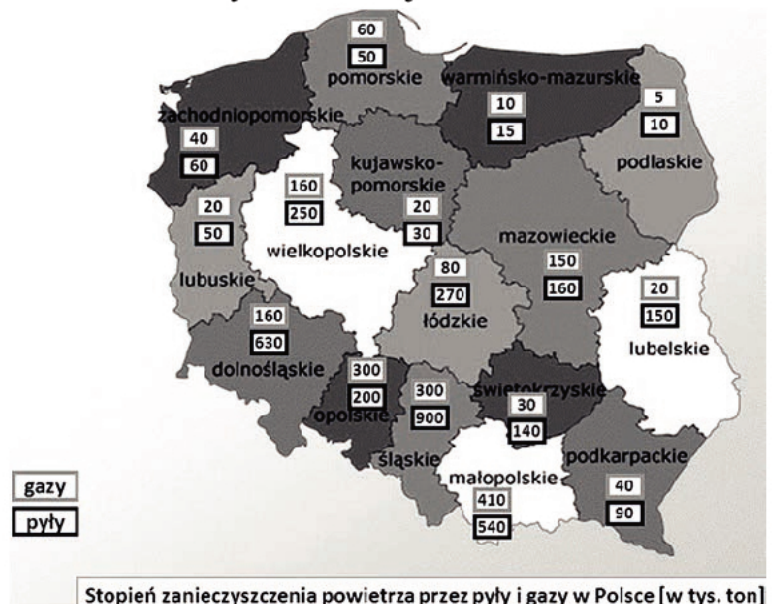 60
50
pomorskie
warmińsko-mazurskie
10
15
5
10
podlaskie
zachodniopomorskie
40
60
kujawsko-
pomorskie
20
30
160
250
wielkopolskie
20
50
lubuskie
mazowieckie
150
160
80
270
łódzkie
20
150
lubelskie
160
630
dolnośląskie
300
200
opolskie
300
900
śląskie
świętokrzyskie
30
140
małopolskie
410
540
podkarpackie
40
90
gazy
pyły
Stopień zanieczyszczenia powietrza przez pyły i gazy w Polsce [w tys. ton]